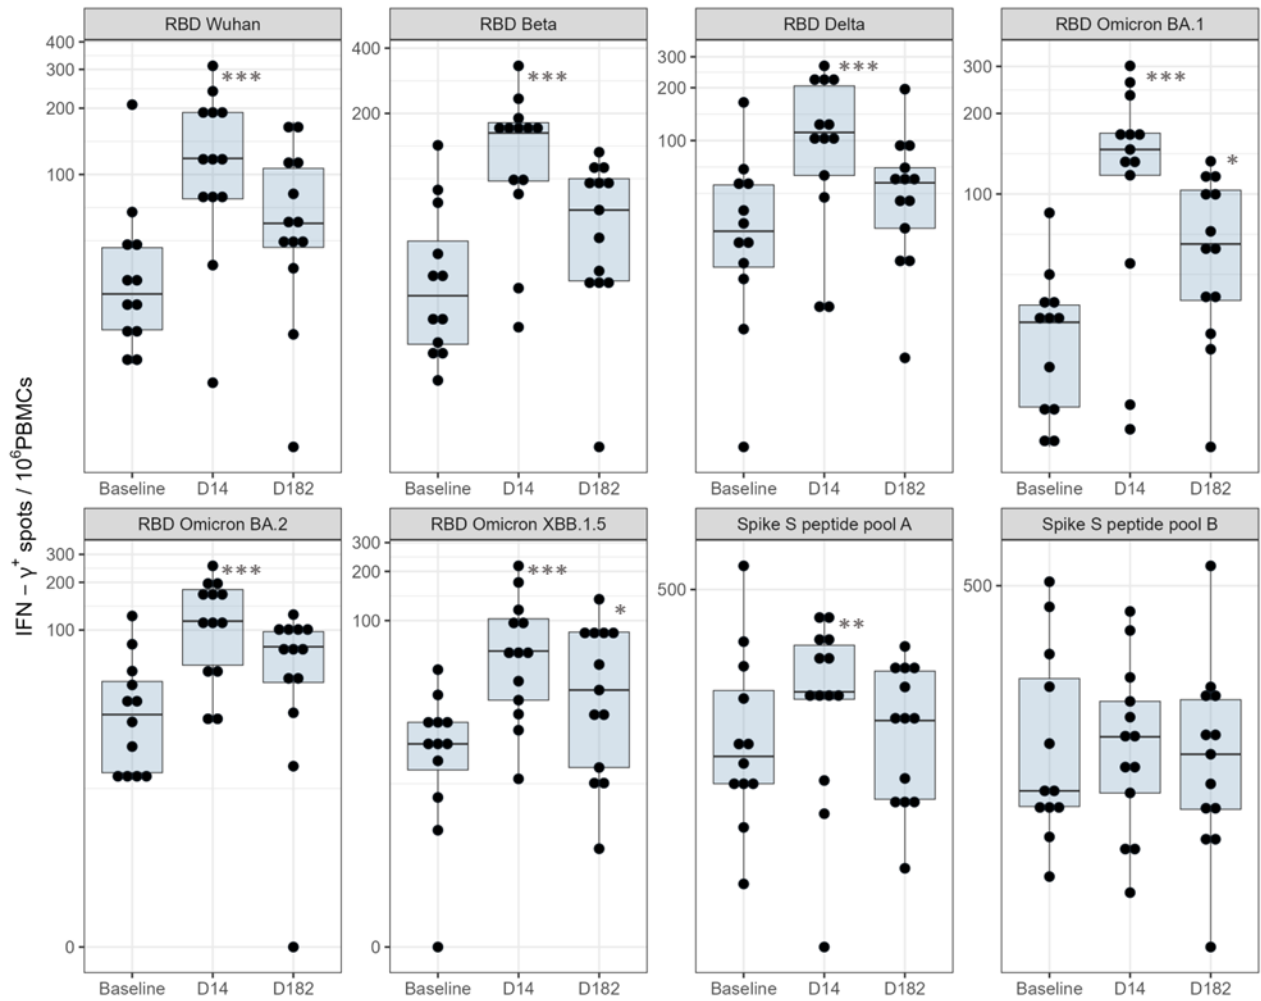 RBD Wuhan
RBD Beta
RBD Delta
RBD Omicron BA.1
400
300
200
100
***
Baseline D14 D182
400
200
***
Baseline D14 D182
300
200
100
***
Baseline D14 D182
300
200
100
***
*
Baseline D14 D182
IFN − γ⁺ spots / 10⁶PBMCs
RBD Omicron BA.2
RBD Omicron XBB.1.5
Spike S peptide pool A
Spike S peptide pool B
300
200
100
0
***
Baseline D14 D182
300
200
100
0
***
*
Baseline D14 D182
500
**
Baseline D14 D182
500
Baseline D14 D182